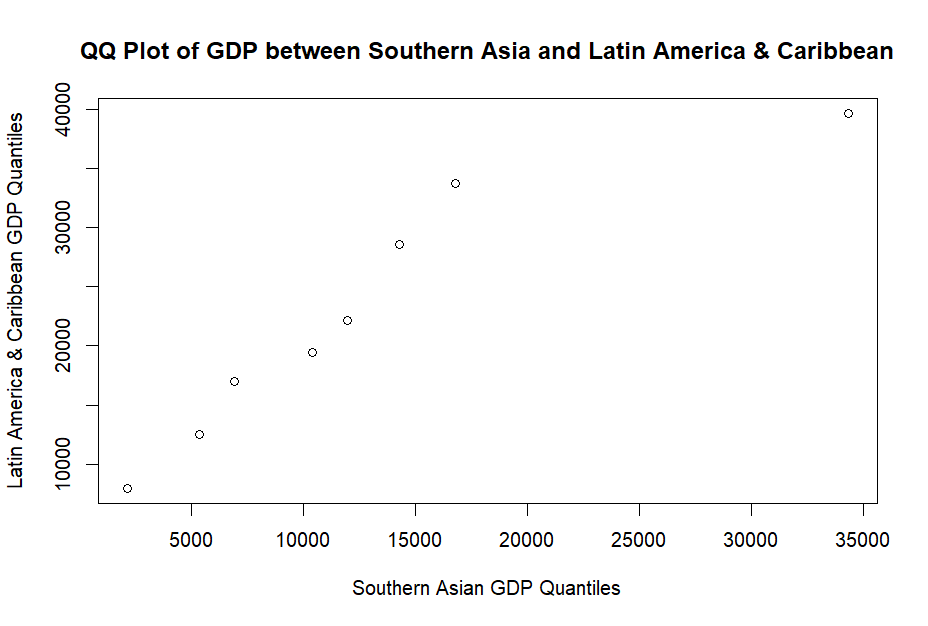 QQ Plot of GDP between Southern Asia and Latin America & Caribbean
Latin America & Caribbean GDP Quantiles
40000
30000
20000
10000
5000 10000 15000 20000 25000 30000 35000
Southern Asian GDP Quantiles